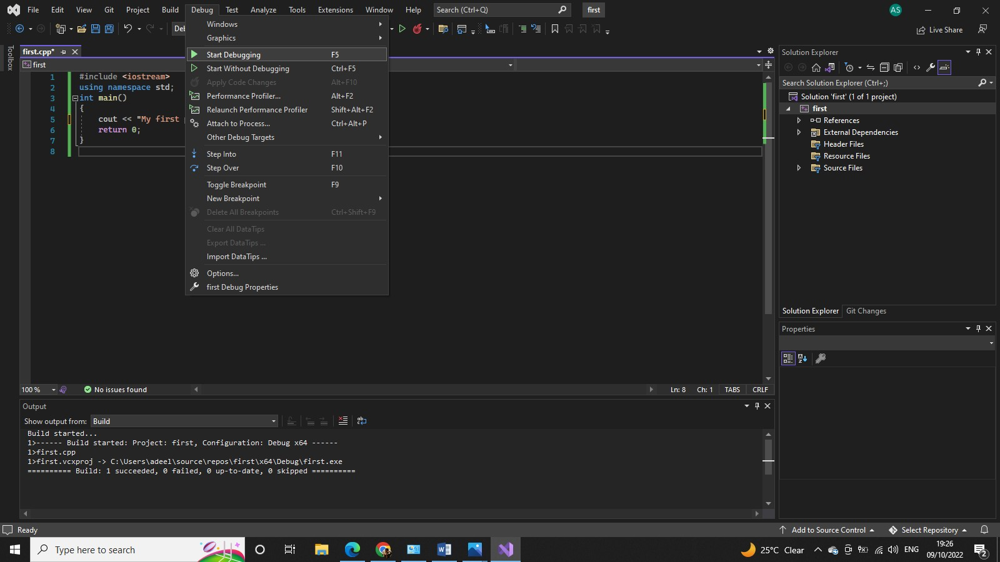 File Edit View Git Project Build Debug Test Analyze Tools Extensions Window Help Search (Ctrl+Q) first AS
Live Share
Toolbox
first.cpp*
first
1 #include <iostream>
2 using namespace std;
3 int main()
4 {
5 cout << "My first
6 return 0;
7 }
8
Windows
Graphics
Start Debugging F5
Start Without Debugging Ctrl+F5
Apply Code Changes Alt+F10
Performance Profiler... Alt+F2
Relaunch Performance Profiler Shift+Alt+F2
Attach to Process... Ctrl+Alt+P
Other Debug Targets
Step Into F11
Step Over F10
Toggle Breakpoint F9
New Breakpoint
Delete All Breakpoints Ctrl+Shift+F9
Clear All DataTips
Export DataTips ...
Import DataTips ...
Options...
first Debug Properties
Solution Explorer
Search Solution Explorer (Ctrl+;)
Solution 'first' (1 of 1 project)
first
References
External Dependencies
Header Files
Resource Files
Source Files
Solution Explorer Git Changes
Properties
100 % No issues found Ln: 8 Ch: 1 TABS CRLF
Output
Show output from: Build
Build started...
1>------ Build started: Project: first, Configuration: Debug x64 ------
1>first.cpp
1>first.vcxproj -> C:\Users\adeel\source\repos\first\x64\Debug\first.exe
========== Build: 1 succeeded, 0 failed, 0 up-to-date, 0 skipped ==========
Ready Add to Source Control Select Repository
Type here to search 25°C Clear ENG 19:26
09/10/2022 2